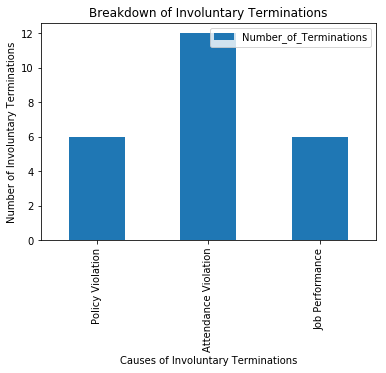 Breakdown of Involuntary Terminations
Number_of_Terminations
Number of Involuntary Terminations
12
10
8
6
4
2
0
Policy Violation
Attendance Violation
Job Performance
Causes of Involuntary Terminations